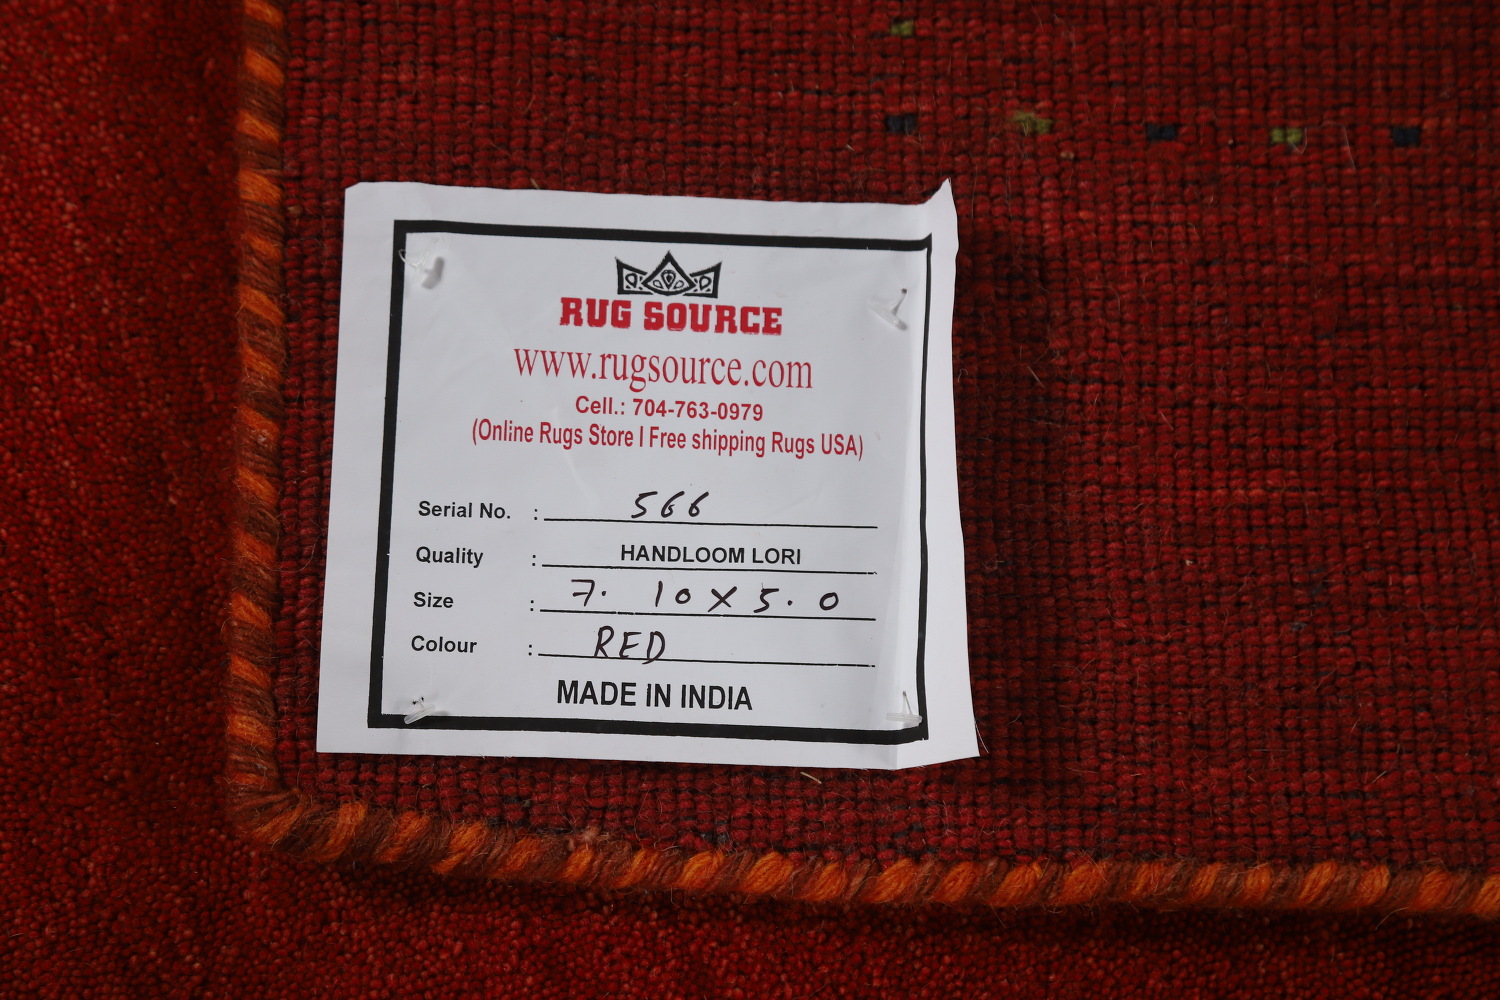 RUG SOURCE
www.rugsource.com
Cell.: 704-763-0979
(Online Rugs Store I Free shipping Rugs USA)
Serial No. : 566
Quality : HANDLOOM LORI
Size : 7. 10 X 5. 0
Colour : RED
MADE IN INDIA